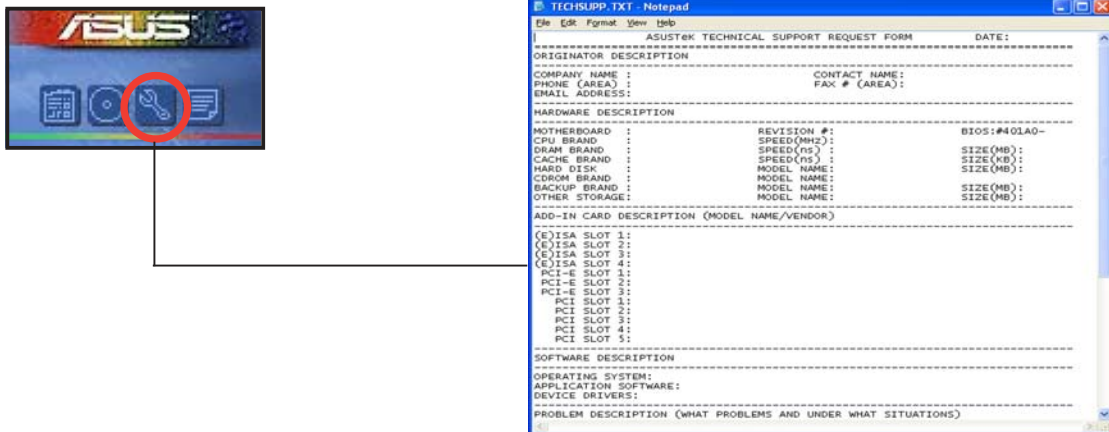 ASUS
TECHSUPP.TXT - Notepad
File Edit Format View Help
ASUSTeK TECHNICAL SUPPORT REQUEST FORM DATE:
ORIGINATOR DESCRIPTION
COMPANY NAME : CONTACT NAME:
PHONE (AREA) : FAX # (AREA):
EMAIL ADDRESS:
HARDWARE DESCRIPTION
MOTHERBOARD : REVISION #: BIOS:#401A0-
CPU BRAND : SPEED(MHz):
DRAM BRAND : SPEED(ns) : SIZE(MB):
CACHE BRAND : SPEED(ns) : SIZE(KB):
HARD DISK : MODEL NAME: SIZE(MB):
CDROM BRAND : MODEL NAME:
BACKUP BRAND : MODEL NAME: SIZE(MB):
OTHER STORAGE: MODEL NAME: SIZE(MB):
ADD-IN CARD DESCRIPTION (MODEL NAME/VENDOR)
(E)ISA SLOT 1:
(E)ISA SLOT 2:
(E)ISA SLOT 3:
(E)ISA SLOT 4:
PCI-E SLOT 1:
PCI-E SLOT 2:
PCI-E SLOT 3:
PCI SLOT 1:
PCI SLOT 2:
PCI SLOT 3:
PCI SLOT 4:
PCI SLOT 5:
SOFTWARE DESCRIPTION
OPERATING SYSTEM:
APPLICATION SOFTWARE:
DEVICE DRIVERS:
PROBLEM DESCRIPTION (WHAT PROBLEMS AND UNDER WHAT SITUATIONS)